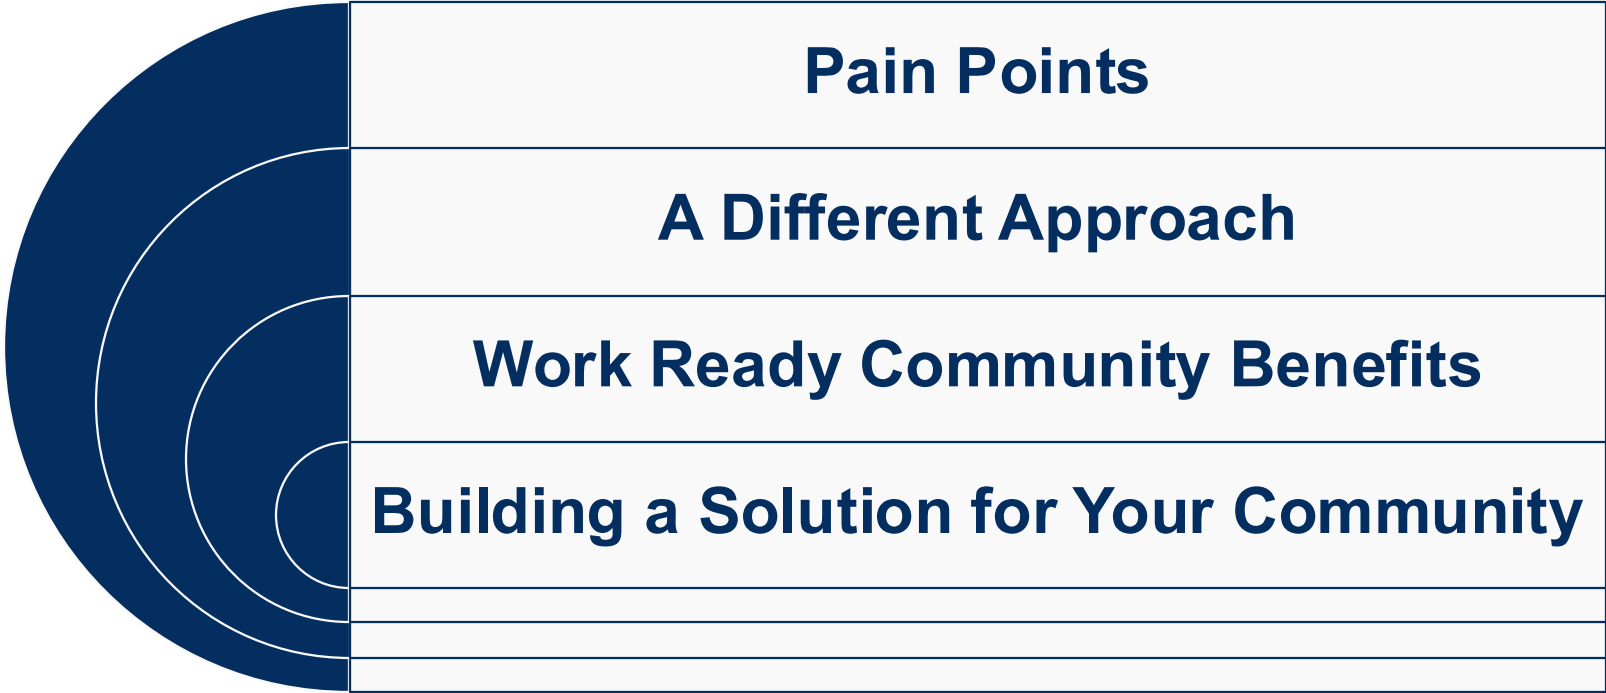 Pain Points
A Different Approach
Work Ready Community Benefits
Building a Solution for Your Community